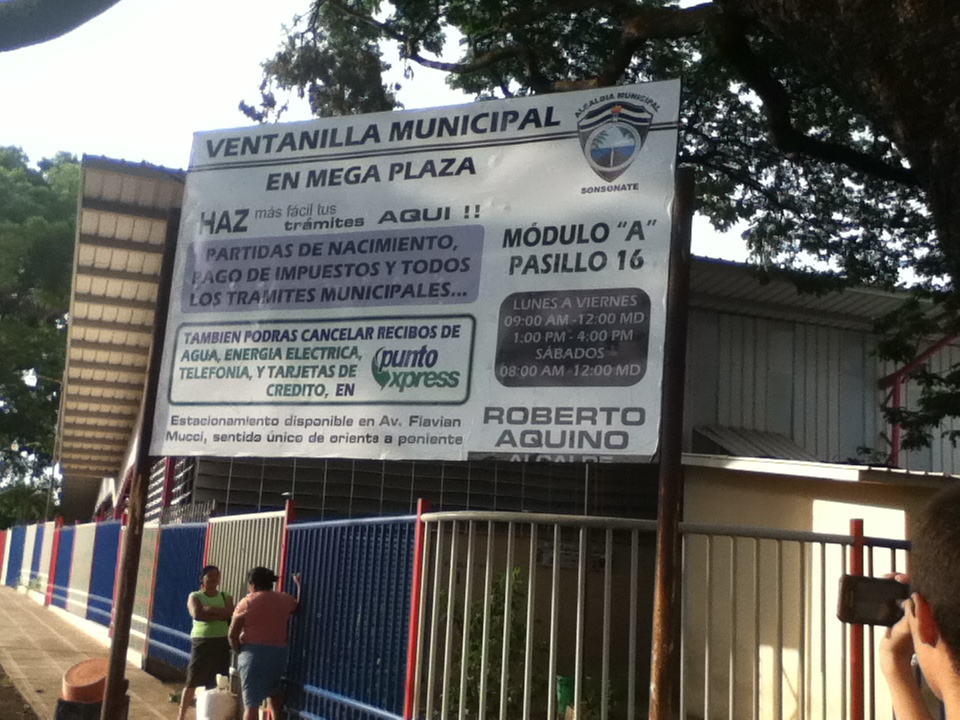 VENTANILLA MUNICIPAL
EN MEGA PLAZA
ALCALDIA MUNICIPAL
SONSONATE
HAZ más fácil tus
trámites AQUI !!
PARTIDAS DE NACIMIENTO,
PAGO DE IMPUESTOS Y TODOS
LOS TRAMITES MUNICIPALES...
MÓDULO "A"
PASILLO 16
LUNES A VIERNES
09:00 AM -12:00 MD
1:00 PM - 4:00 PM
SÁBADOS
08:00 AM -12:00 MD
TAMBIEN PODRAS CANCELAR RECIBOS DE
AGUA, ENERGIA ELECTRICA,
TELEFONIA, Y TARJETAS DE
CREDITO, EN
punto
xpress
Estacionamiento disponible en Av. Flavian
Mucci, sentido único de oriente a poniente
ROBERTO
AQUINO
ALCALDE